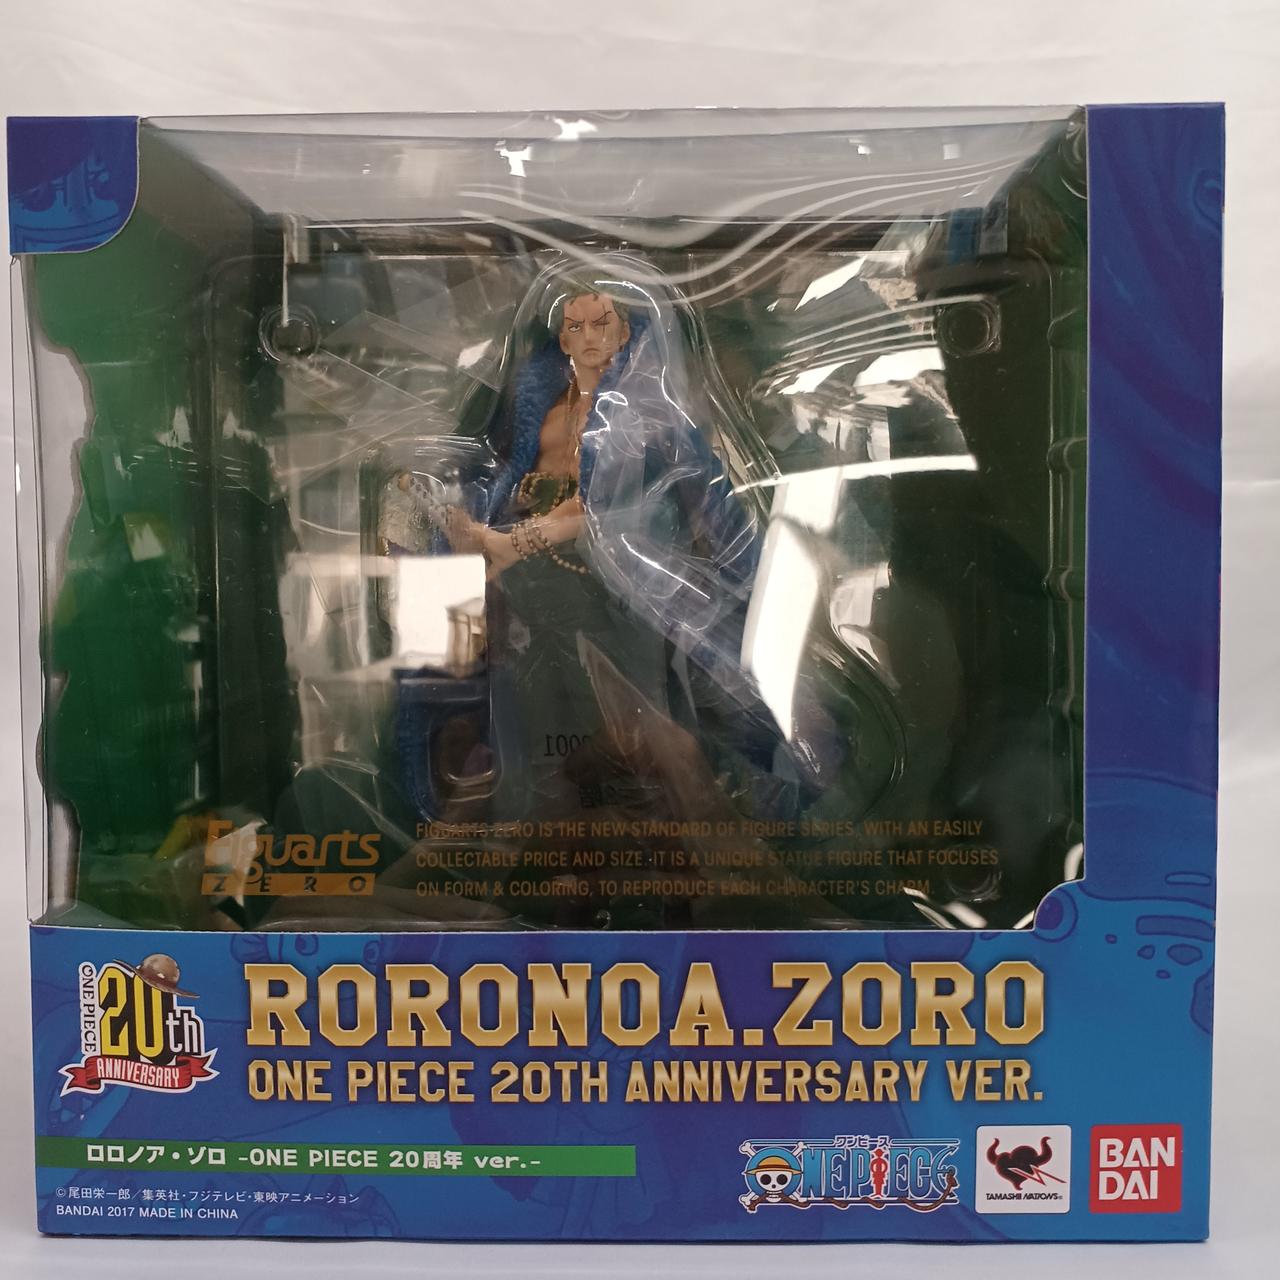 Figuarts
ZERO
FIGUARTS ZERO IS THE NEW STANDARD OF FIGURE SERIES, WITH AN EASILY
COLLECTABLE PRICE AND SIZE. IT IS A UNIQUE STATUE FIGURE THAT FOCUSES
ON FORM & COLORING, TO REPRODUCE EACH CHARACTER'S CHARM.
ONE PIECE
20th
ANNIVERSARY
RORONOA.ZORO
ONE PIECE 20TH ANNIVERSARY VER.
ロロノア・ゾロ -ONE PIECE 20周年 ver.-
©尾田栄一郎/集英社・フジテレビ・東映アニメーション
BANDAI 2017 MADE IN CHINA
ワンピース
ONE PIECE
TAMASHII NATIONS®
BAN
DAI